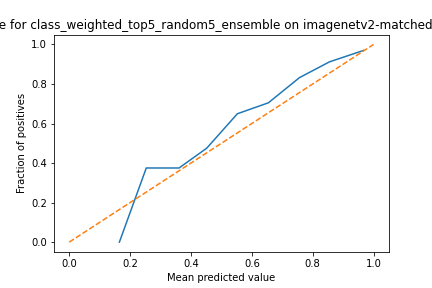 e for class_weighted_top5_random5_ensemble on imagenetv2-matched
1.0
0.8
0.6
0.4
0.2
0.0
Fraction of positives
0.0 0.2 0.4 0.6 0.8 1.0
Mean predicted value